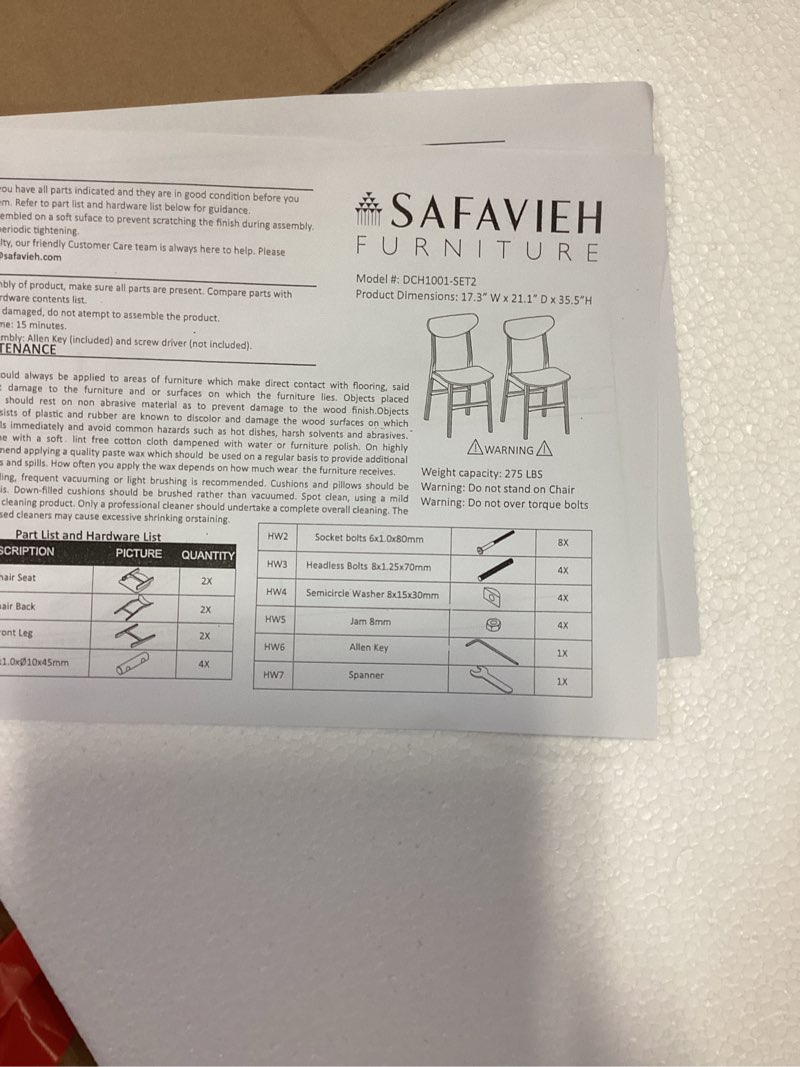 you have all parts indicated and they are in good condition before you
em. Refer to part list and hardware list below for guidance.
embled on a soft suface to prevent scratching the finish during assembly.
eriodic tightening.
lty, our friendly Customer Care team is always here to help. Please
@safavieh.com
mbly of product, make sure all parts are present. Compare parts with
rdware contents list.
damaged, do not atempt to assemble the product.
me: 15 minutes.
mbly: Allen Key (included) and screw driver (not included).
TENANCE
ould always be applied to areas of furniture which make direct contact with flooring, said
damage to the furniture and or surfaces on which the furniture lies. Objects placed
should rest on non abrasive material as to prevent damage to the wood finish.Objects
sists of plastic and rubber are known to discolor and damage the wood surfaces on which
ls immediately and avoid common hazards such as hot dishes, harsh solvents and abrasives.
e with a soft. lint free cotton cloth dampened with water or furniture polish. On highly
mend applying a quality paste wax which should be used on a regular basis to provide additional
s and spills. How often you apply the wax depends on how much wear the furniture receives.
ling, frequent vacuuming or light brushing is recommended. Cushions and pillows should be
is. Down-filled cushions should be brushed rather than vacuumed. Spot clean, using a mild
cleaning product. Only a professional cleaner should undertake a complete overall cleaning. The
sed cleaners may cause excessive shrinking orstaining.
SAFAVIEH
FURNITURE
Model #: DCH1001-SET2
Product Dimensions: 17.3" W x 21.1" D x 35.5"H
WARNING
Weight capacity: 275 LBS
Warning: Do not stand on Chair
Warning: Do not over torque bolts
Part List and Hardware List
SCRIPTION PICTURE QUANTITY
hair Seat 2X
air Back 2X
ront Leg 2X
x1.0xØ10x45mm 4X
HW2 Socket bolts 6x1.0x80mm 8X
HW3 Headless Bolts 8x1.25x70mm 4X
HW4 Semicircle Washer 8x15x30mm 4X
HW5 Jam 8mm 4X
HW6 Allen Key 1X
HW7 Spanner 1X